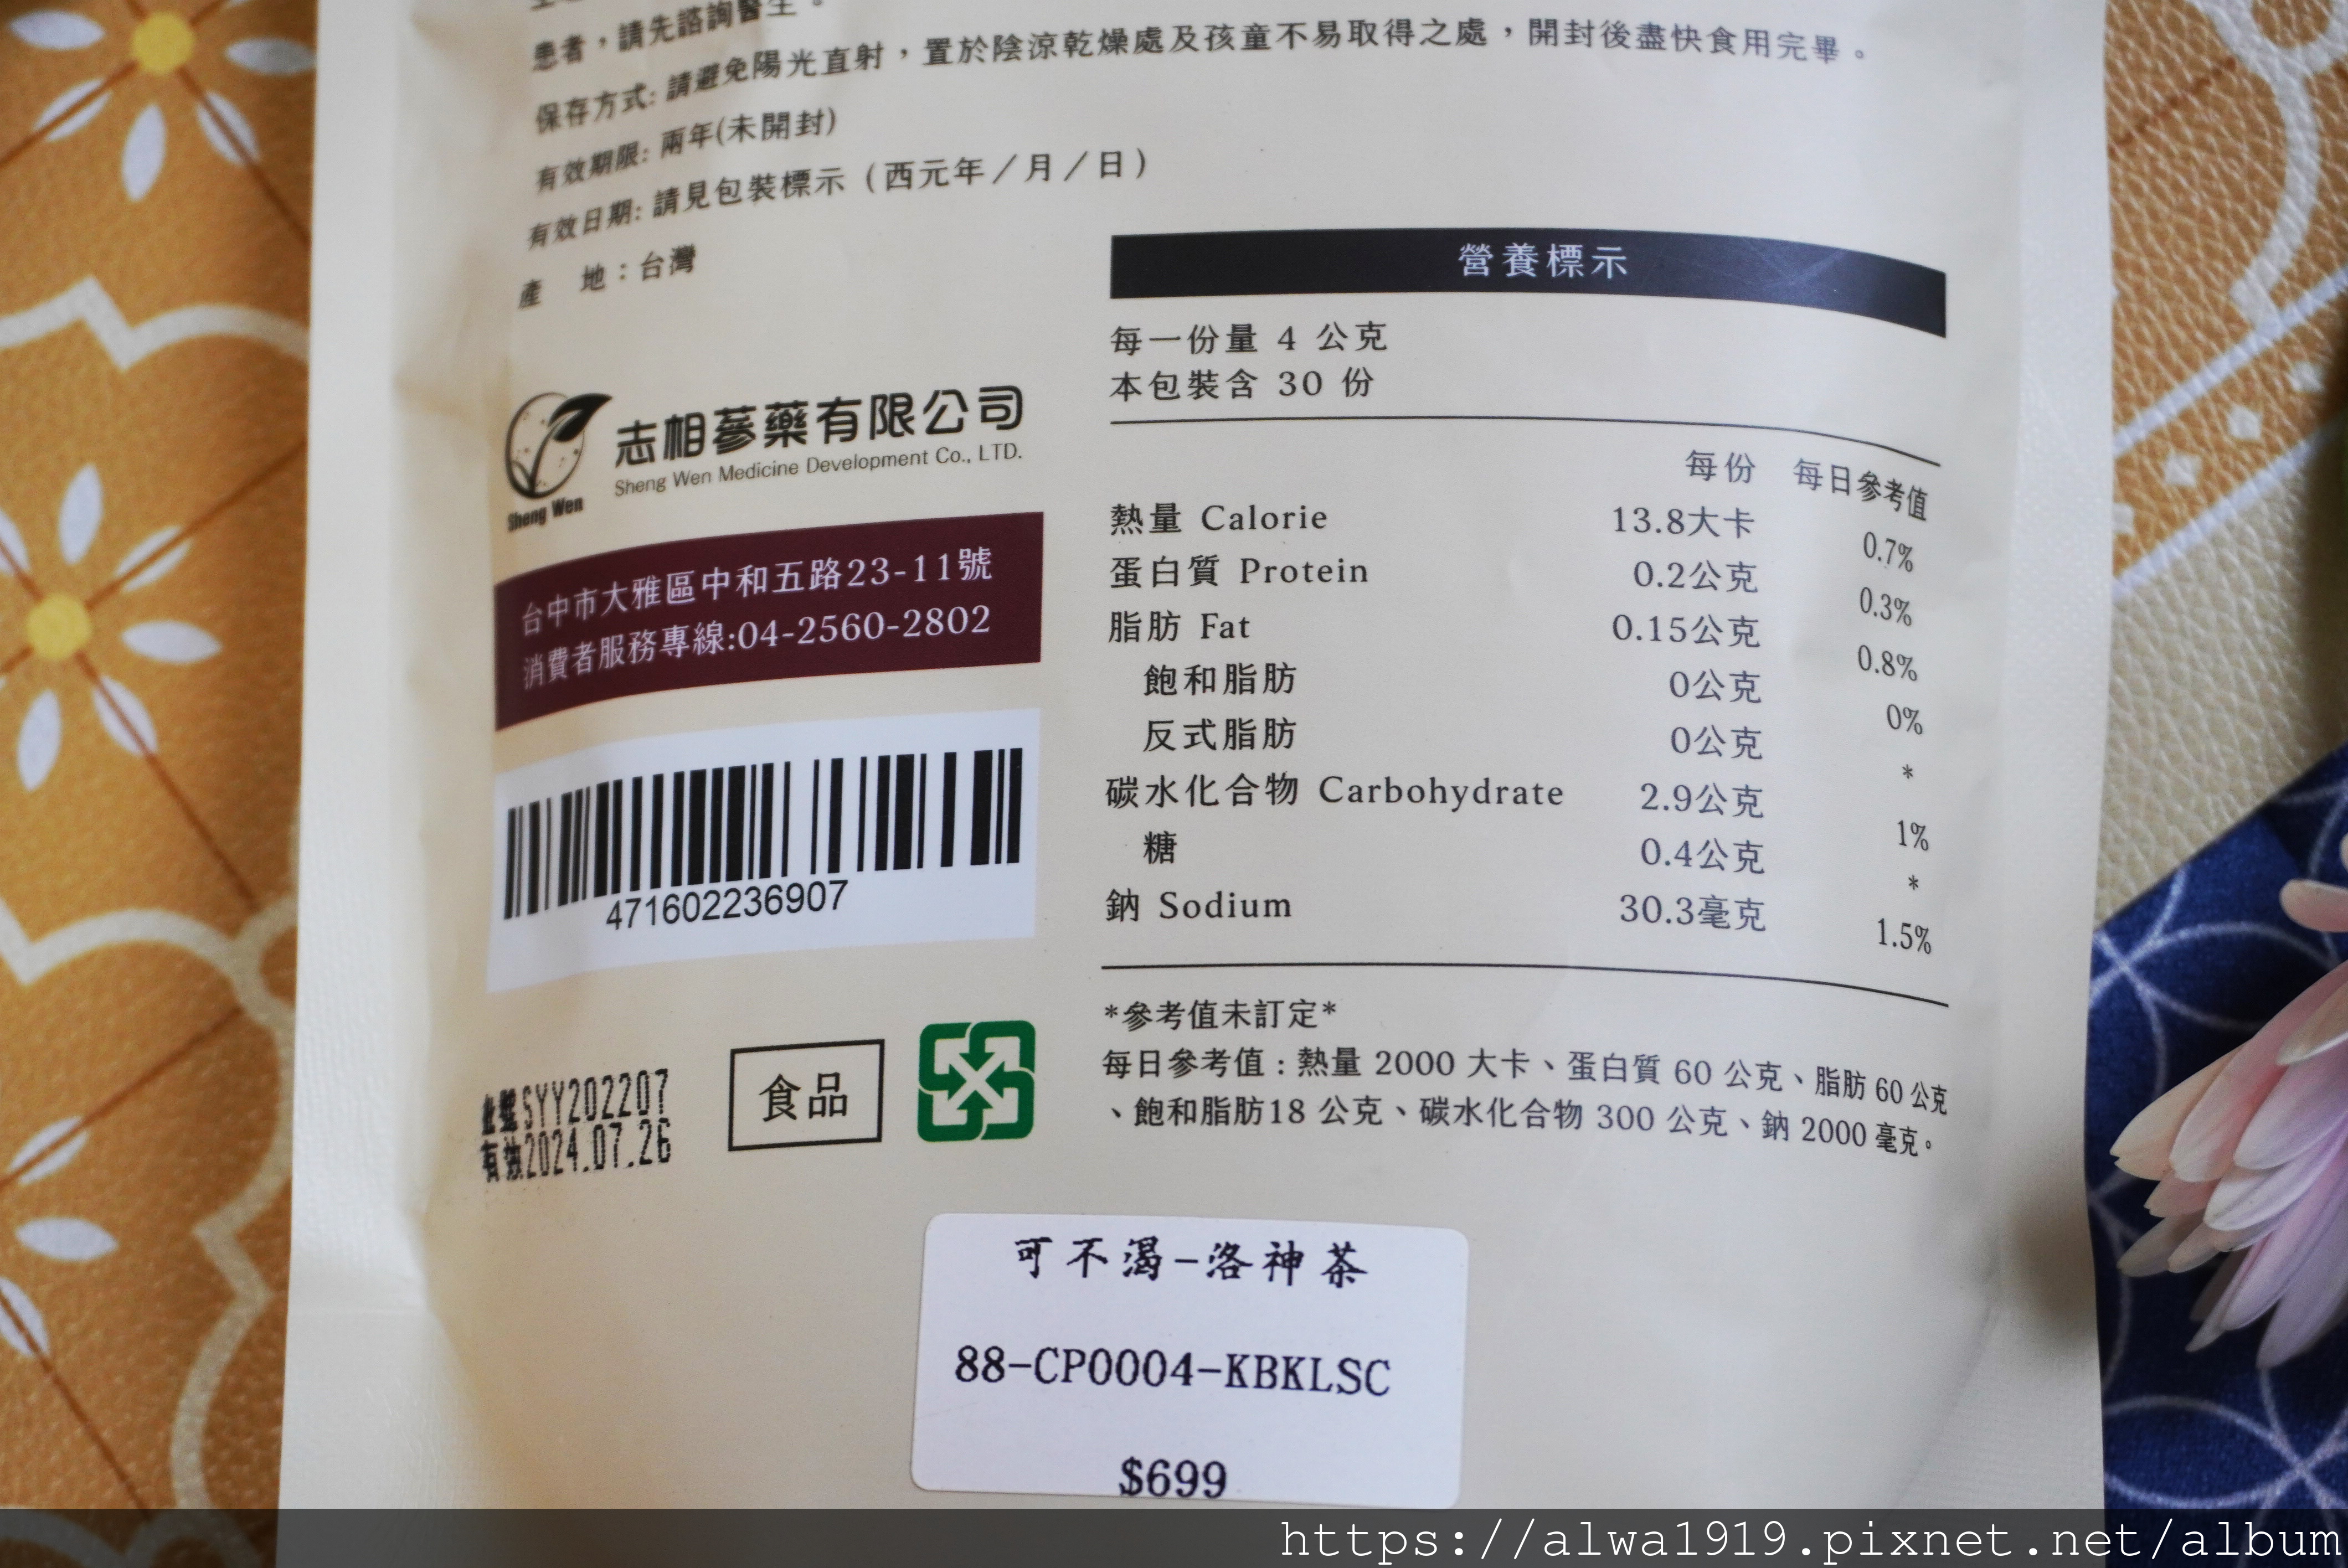 患者，請先諮詢醫生。
保存方式: 請避免陽光直射，置於陰涼乾燥處及孩童不易取得之處，開封後盡快食用完畢。
有效期限: 兩年(未開封)
有效日期: 請見包裝標示（西元年／月／日）
產 地：台灣
志相蔘藥有限公司
Sheng Wen Medicine Development Co., LTD.
Sheng Wen
台中市大雅區中和五路23-11號
消費者服務專線:04-2560-2802
471602236907
批號SYY202207
有效2024.07.26
食品
營養標示
每一份量 4 公克
本包裝含 30 份
每份 每日參考值
熱量 Calorie 13.8大卡 0.7%
蛋白質 Protein 0.2公克 0.3%
脂肪 Fat 0.15公克 0.8%
飽和脂肪 0公克 0%
反式脂肪 0公克 *
碳水化合物 Carbohydrate 2.9公克 1%
糖 0.4公克 *
鈉 Sodium 30.3毫克 1.5%
*參考值未訂定*
每日參考值：熱量 2000 大卡、蛋白質 60 公克、脂肪 60 公克
、飽和脂肪18 公克、碳水化合物 300 公克、鈉 2000 毫克。
可不渴-洛神茶
88-CP0004-KBKLSC
$699
https://alwa1919.pixnet.net/album